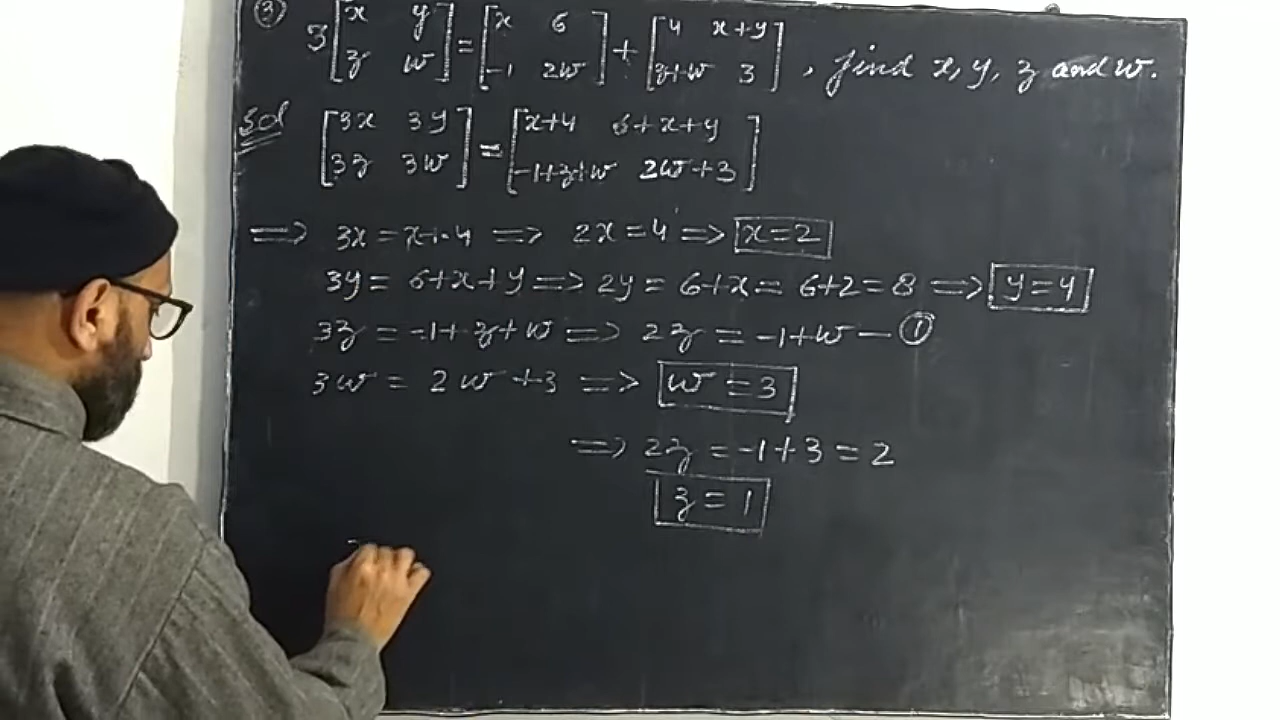 ③ 3[x y z w] = [x 6 -1 2w] + [4 x+y z+w 3], find x, y, z and w.
Sol [3x 3y 3z 3w] = [x+4 6+x+y -1+z+w 2w+3]
⇒ 3x = x+4 ⇒ 2x = 4 ⇒ x = 2
3y = 6+x+y ⇒ 2y = 6+x = 6+2 = 8 ⇒ y = 4
3z = -1+z+w ⇒ 2z = -1+w — ①
3w = 2w+3 ⇒ w = 3
⇒ 2z = -1+3 = 2
z = 1